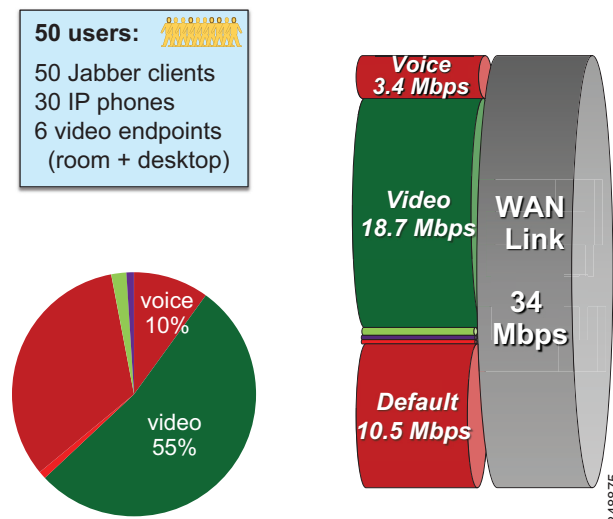 50 users:
50 Jabber clients
30 IP phones
6 video endpoints
(room + desktop)
voice
10%
video
55%
Voice
3.4 Mbps
Video
18.7 Mbps
Default
10.5 Mbps
WAN
Link
34
Mbps